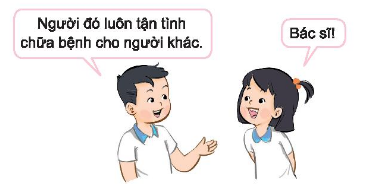 Người đó luôn tận tình
chữa bệnh cho người khác.
Bác sĩ!